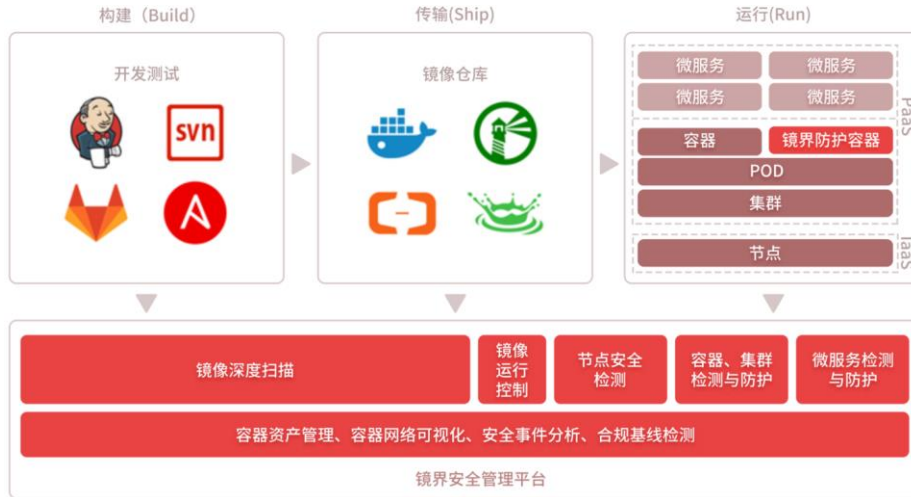 构建（Build）
传输(Ship)
运行(Run)
开发测试
svn
镜像仓库
微服务
微服务
微服务
微服务
PaaS
容器
镜界防护容器
POD
集群
节点
IaaS
镜像深度扫描
镜像
运行
控制
节点安全
检测
容器、集群
检测与防护
微服务检测
与防护
容器资产管理、容器网络可视化、安全事件分析、合规基线检测
镜界安全管理平台